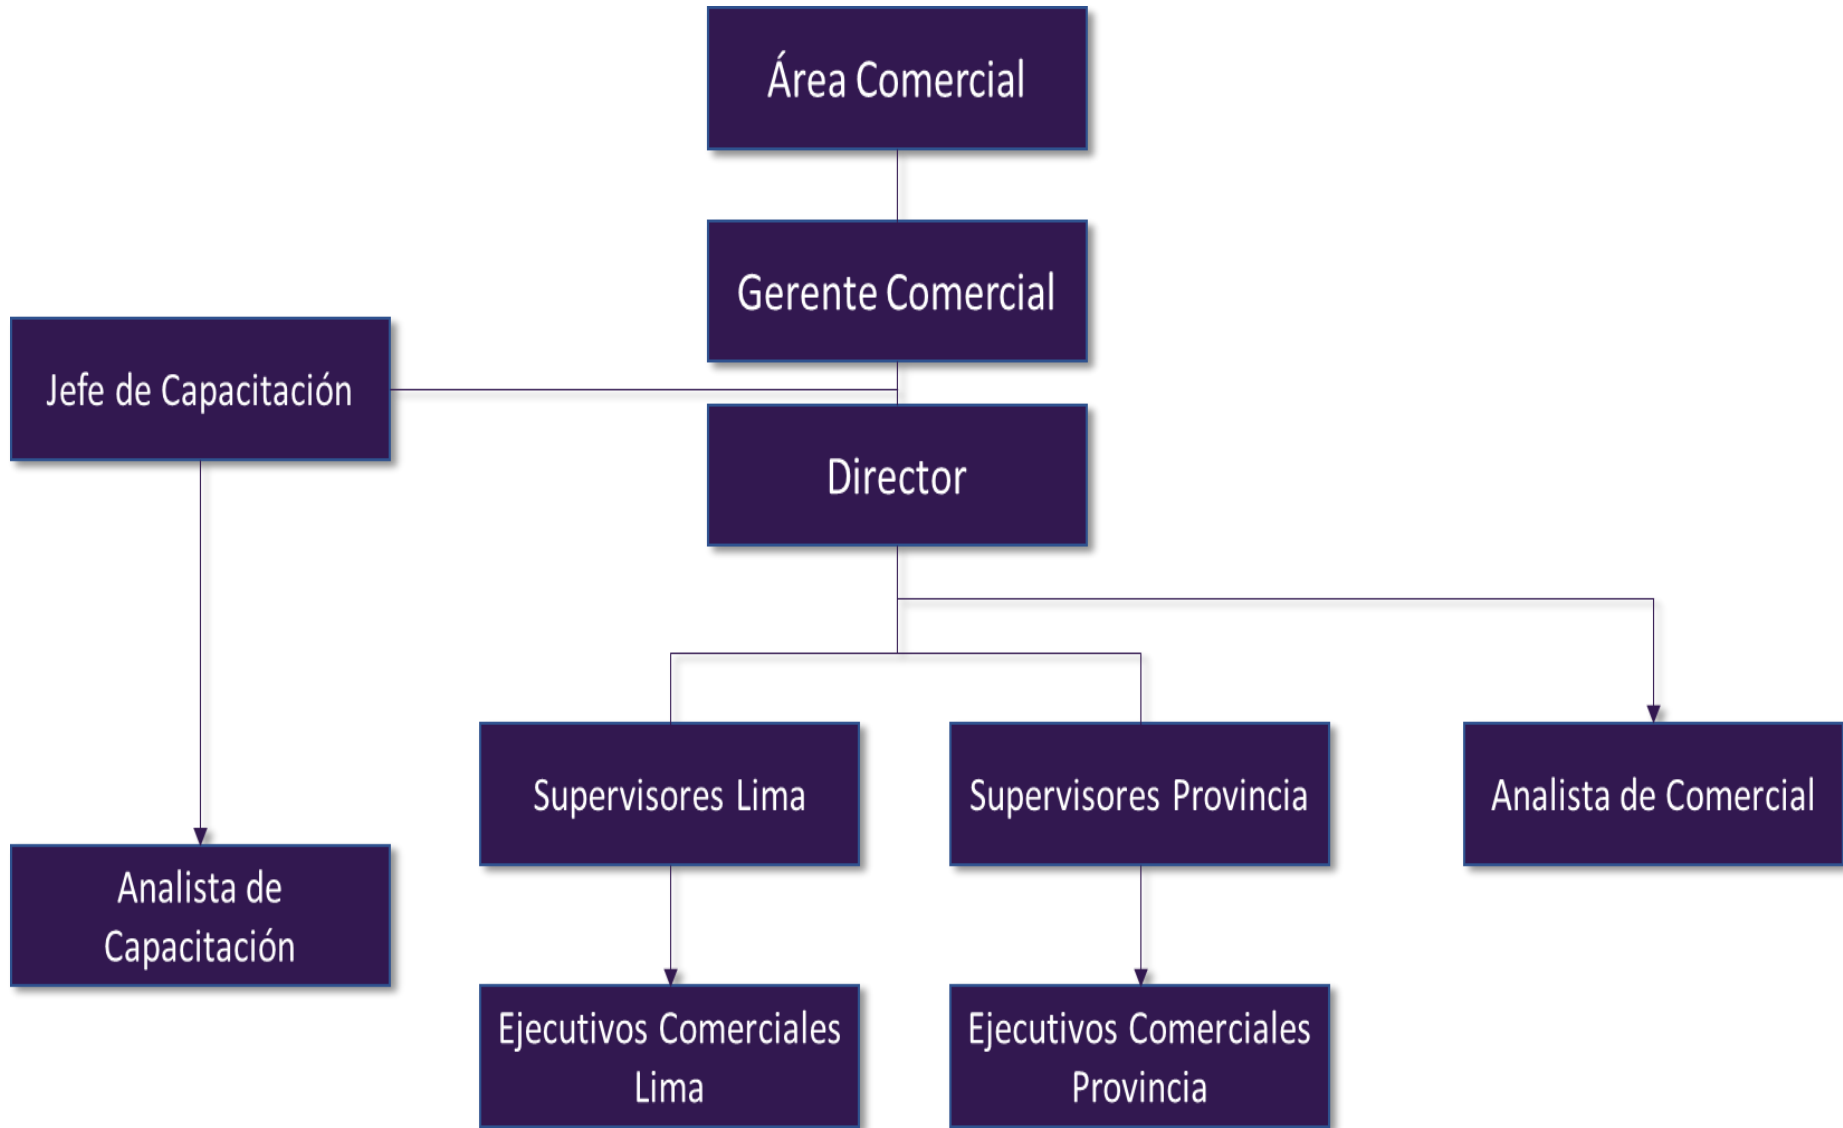 Área Comercial
Gerente Comercial
Jefe de Capacitación
Director
Supervisores Lima
Supervisores Provincia
Analista de Comercial
Analista de
Capacitación
Ejecutivos Comerciales
Lima
Ejecutivos Comerciales
Provincia